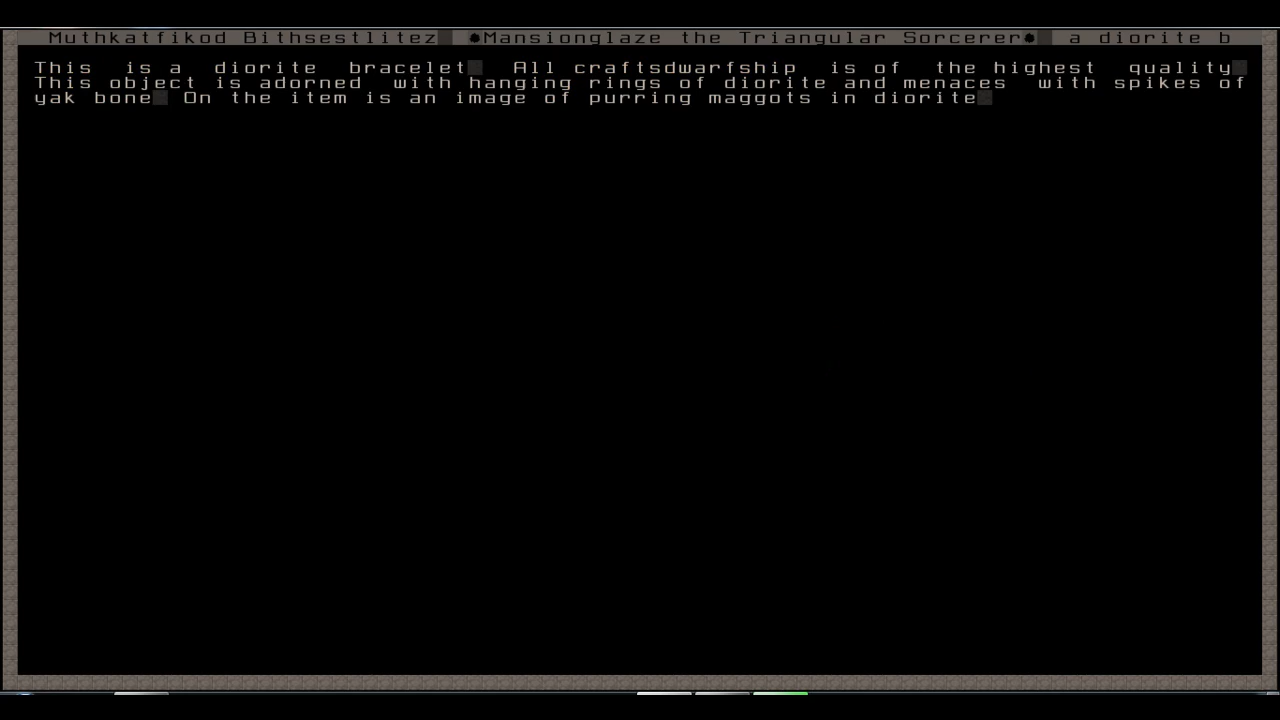 Muthkatfikod Bithsestlitez  Mansionglaze the Triangular Sorcerer  a diorite b
This is a diorite bracelet  All craftsdwarfship is of the highest quality
This object is adorned with hanging rings of diorite and menaces with spikes of
yak bone  On the item is an image of purring maggots in diorite